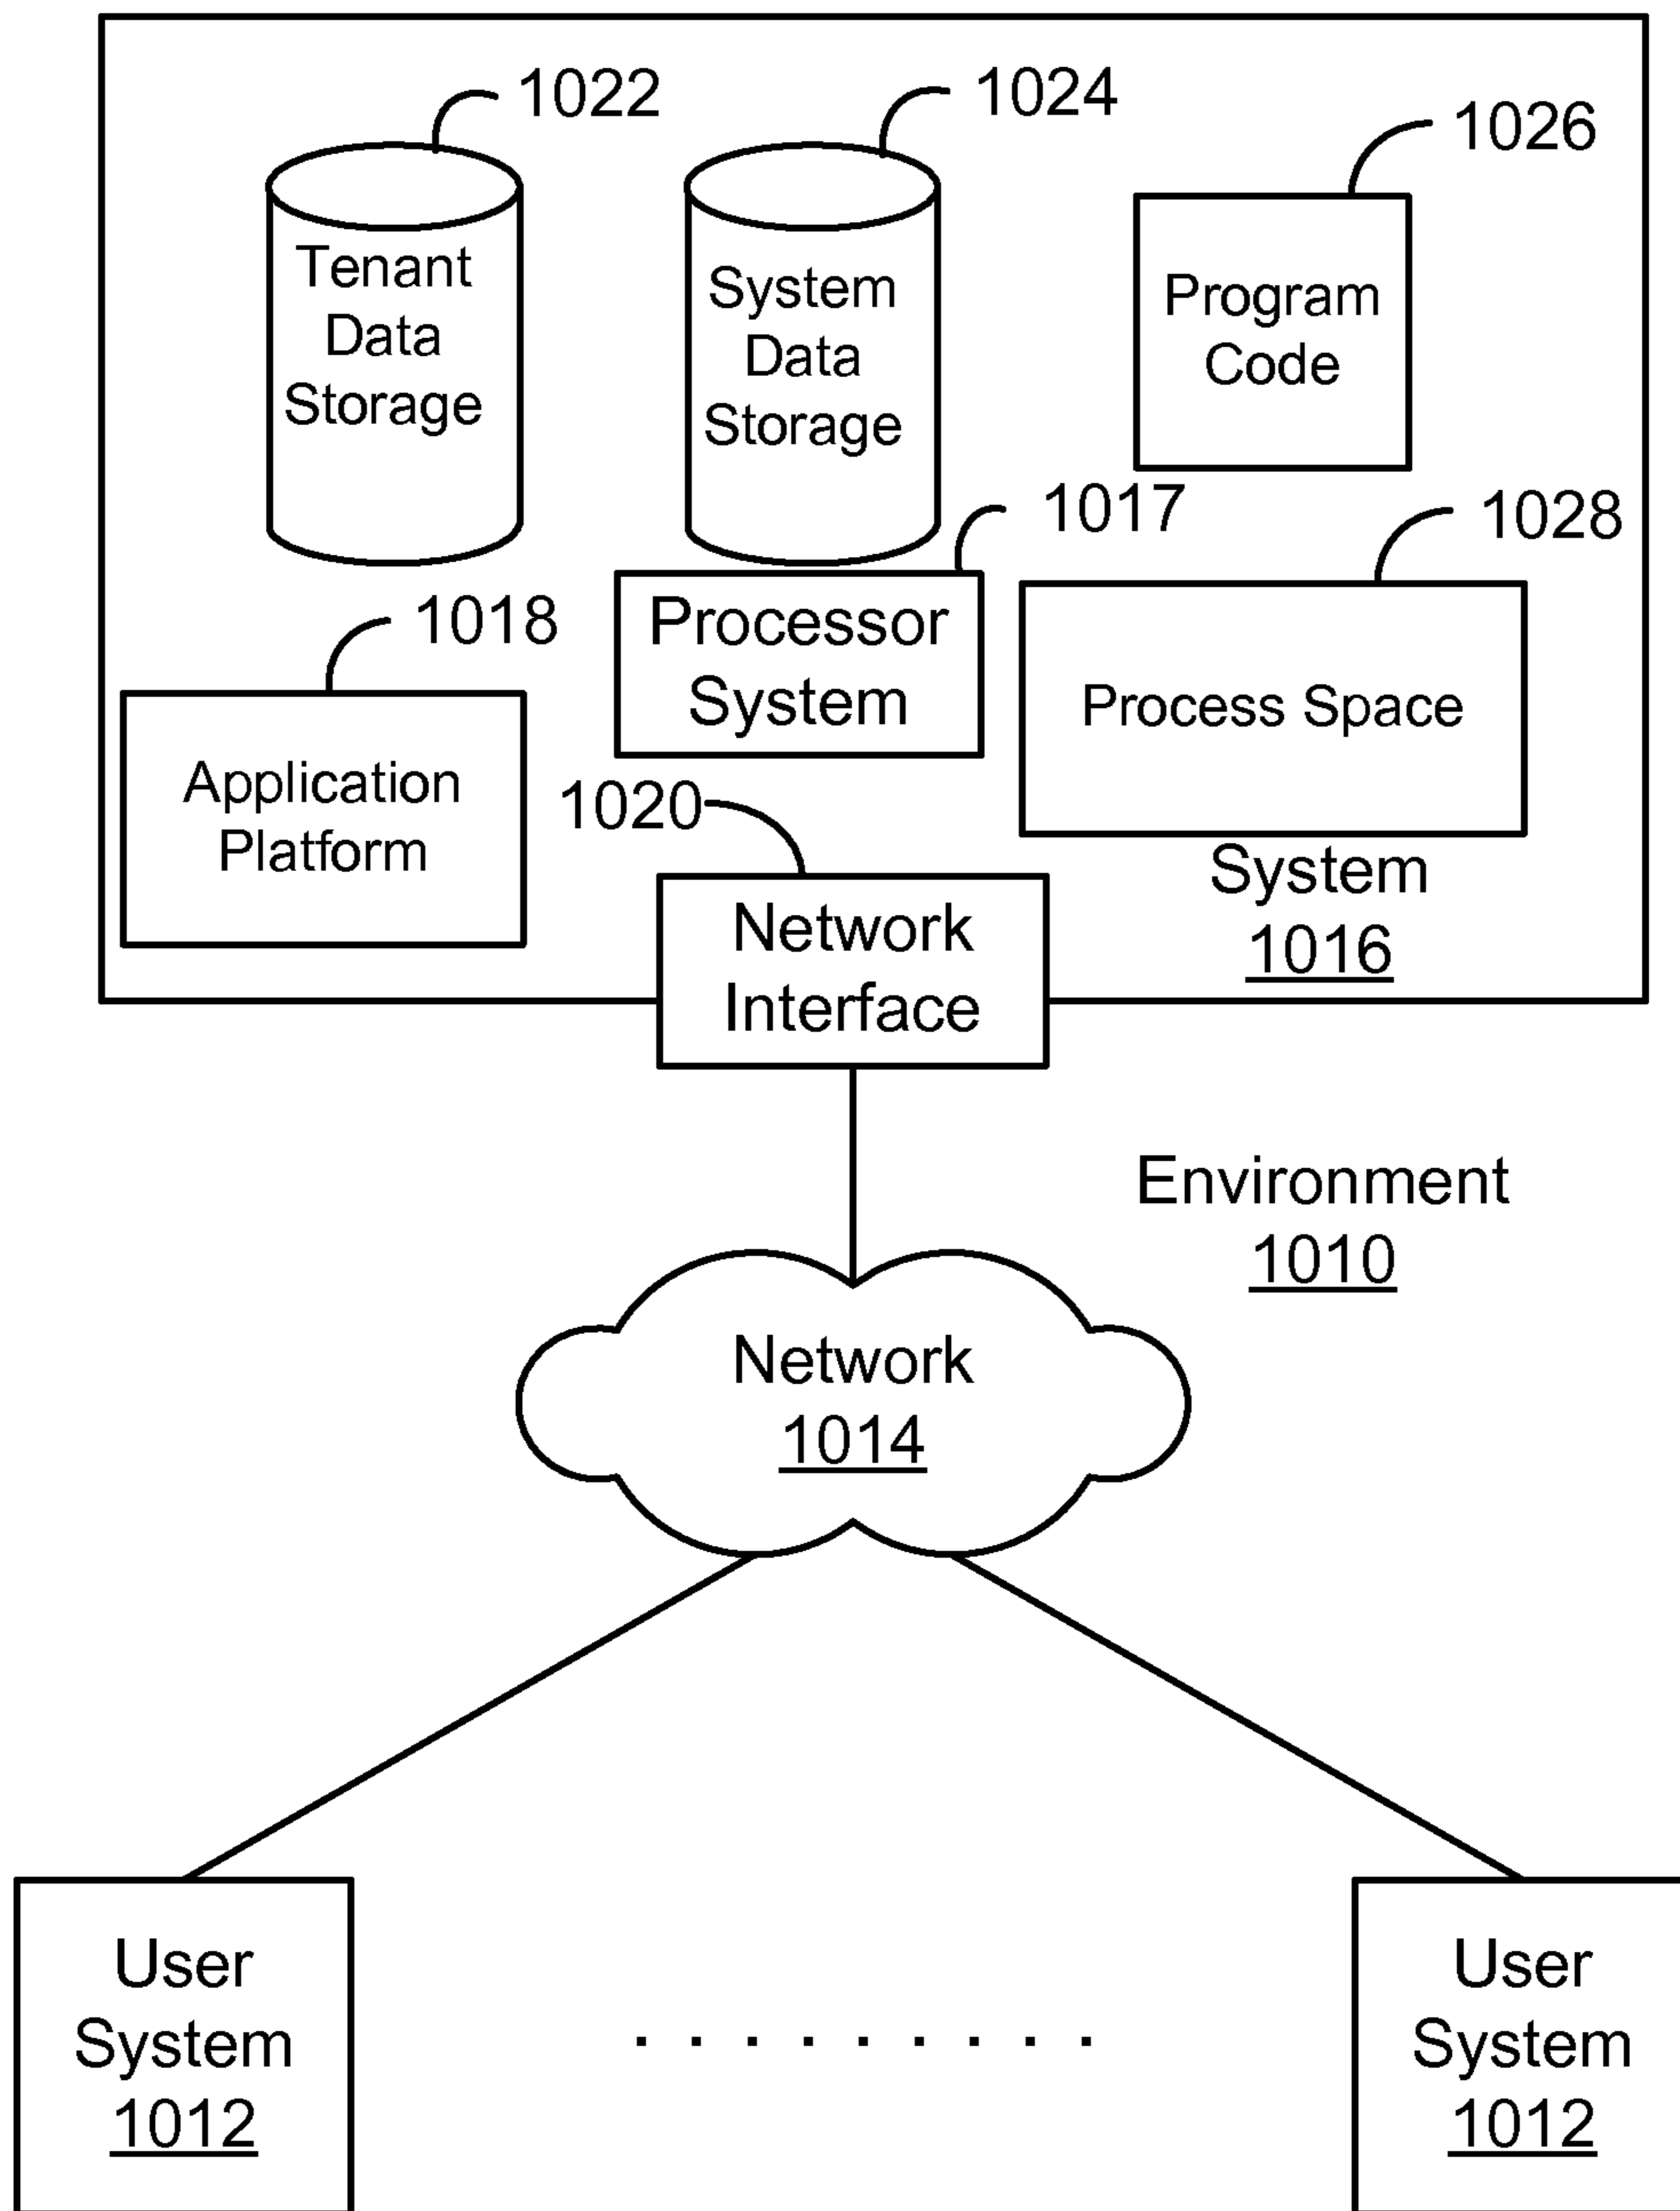 1022
1024
1026
Tenant
Data
Storage
System
Data
Storage
Program
Code
1017
1028
1018
Processor
System
Process Space
Application
Platform
1020
System
1016
Network
Interface
Environment
1010
Network
1014
User
System
1012
. . . . . . . . .
User
System
1012